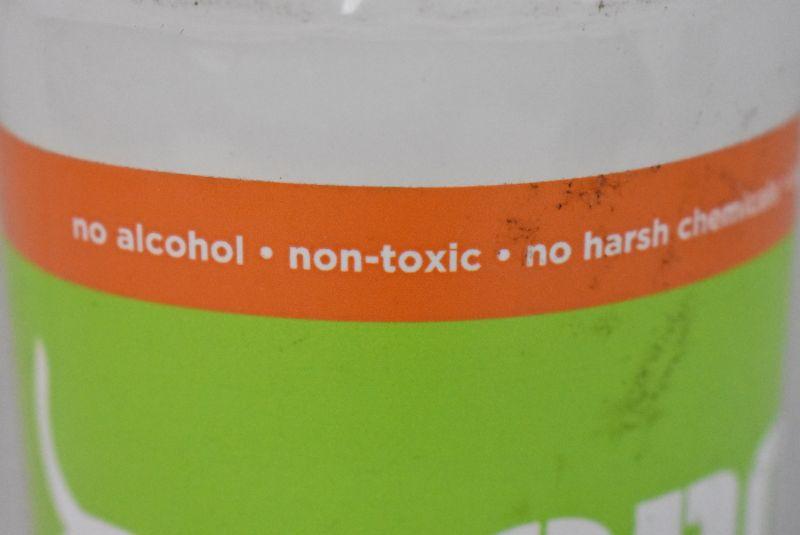 no alcohol • non-toxic • no harsh chemicals